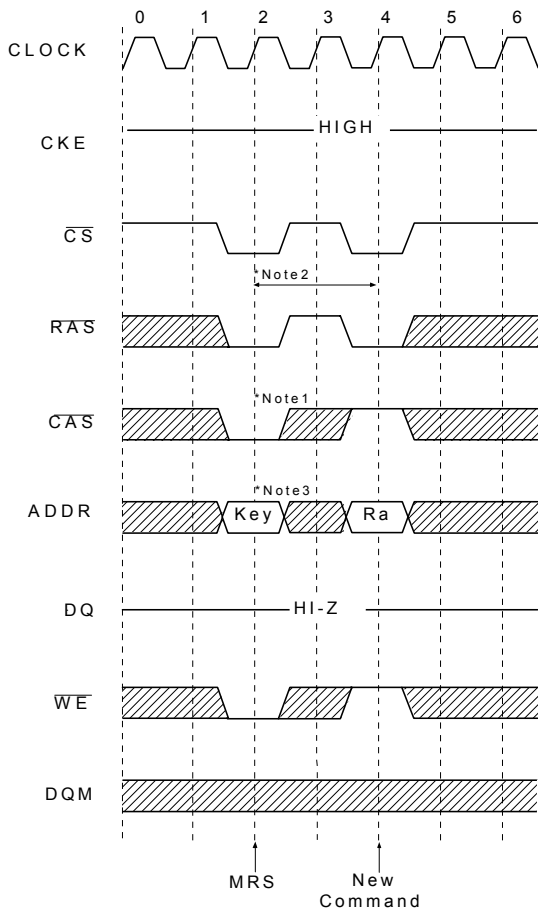 0 1 2 3 4 5 6
CLOCK
HIGH
CKE
CS
*Note2
RAS
*Note1
CAS
*Note3
ADDR
Key
Ra
DQ
HI-Z
WE
DQM
MRS
New
Command